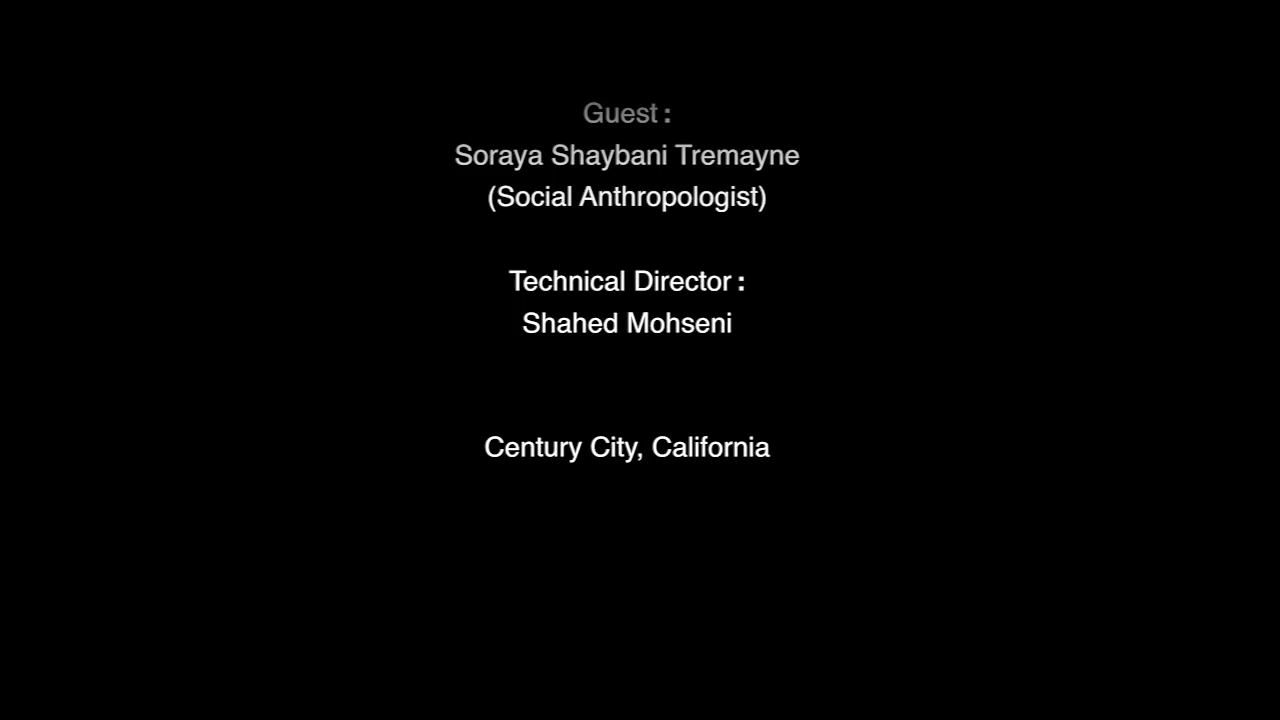 Guest :
Soraya Shaybani Tremayne
(Social Anthropologist)
Technical Director :
Shahed Mohseni
Century City, California